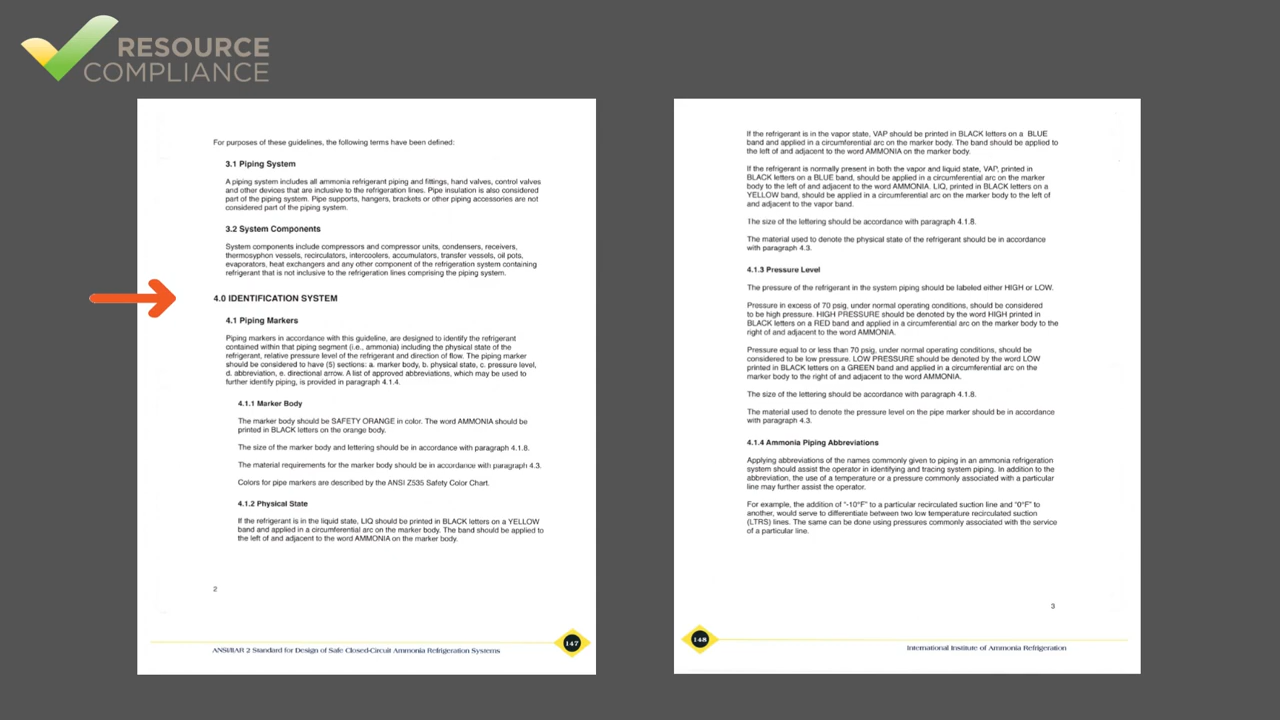 RESOURCE
COMPLIANCE
For purposes of these guidelines, the following terms have been defined:
3.1 Piping System
A piping system includes all ammonia refrigerant piping and fittings, hand valves, control valves
and other devices that are inclusive to the refrigeration lines. Pipe insulation is also considered
part of the piping system. Pipe supports, hangers, brackets or other piping accessories are not
considered part of the piping system.
3.2 System Components
System components include compressors and compressor units, condensers, receivers,
thermosyphon vessels, recirculators, intercoolers, accumulators, transfer vessels, oil pots,
evaporators, heat exchangers and any other component of the refrigeration system containing
refrigerant that is not inclusive to the refrigeration lines comprising the piping system.
4.0 IDENTIFICATION SYSTEM
4.1 Piping Markers
Piping markers in accordance with this guideline, are designed to identify the refrigerant
contained within that piping segment (i.e., ammonia) including the physical state of the
refrigerant, relative pressure level of the refrigerant and direction of flow. The piping marker
should be considered to have (5) sections: a. marker body, b. physical state, c. pressure level,
d. abbreviation, e. directional arrow. A list of approved abbreviations, which may be used to
further identify piping, is provided in paragraph 4.1.4.
4.1.1 Marker Body
The marker body should be SAFETY ORANGE in color. The word AMMONIA should be
printed in BLACK letters on the orange body.
The size of the marker body and lettering should be in accordance with paragraph 4.1.8.
The material requirements for the marker body should be in accordance with paragraph 4.3.
Colors for pipe markers are described by the ANSI Z535 Safety Color Chart.
4.1.2 Physical State
If the refrigerant is in the liquid state, LIQ should be printed in BLACK letters on a YELLOW
band and applied in a circumferential arc on the marker body. The band should be applied to
the left of and adjacent to the word AMMONIA on the marker body.
2
147
ANSI/IIAR 2 Standard for Design of Safe Closed-Circuit Ammonia Refrigeration Systems
If the refrigerant is in the vapor state, VAP should be printed in BLACK letters on a BLUE
band and applied in a circumferential arc on the marker body. The band should be applied to
the left of and adjacent to the word AMMONIA on the marker body.
If the refrigerant is normally present in both the vapor and liquid state, VAP, printed in
BLACK letters on a BLUE band, should be applied in a circumferential arc on the marker
body to the left of and adjacent to the word AMMONIA. LIQ, printed in BLACK letters on a
YELLOW band, should be applied in a circumferential arc on the marker body to the left of
and adjacent to the vapor band.
The size of the lettering should be accordance with paragraph 4.1.8.
The material used to denote the physical state of the refrigerant should be in accordance
with paragraph 4.3.
4.1.3 Pressure Level
The pressure of the refrigerant in the system piping should be labeled either HIGH or LOW.
Pressure in excess of 70 psig, under normal operating conditions, should be considered
to be high pressure. HIGH PRESSURE should be denoted by the word HIGH printed in
BLACK letters on a RED band and applied in a circumferential arc on the marker body to the
right of and adjacent to the word AMMONIA.
Pressure equal to or less than 70 psig, under normal operating conditions, should be
considered to be low pressure. LOW PRESSURE should be denoted by the word LOW
printed in BLACK letters on a GREEN band and applied in a circumferential arc on the
marker body to the right of and adjacent to the word AMMONIA.
The size of the lettering should be in accordance with paragraph 4.1.8.
The material used to denote the pressure level on the pipe marker should be in accordance
with paragraph 4.3.
4.1.4 Ammonia Piping Abbreviations
Applying abbreviations of the names commonly given to piping in an ammonia refrigeration
system should assist the operator in identifying and tracing system piping. In addition to the
abbreviation, the use of a temperature or a pressure commonly associated with a particular
line may further assist the operator.
For example, the addition of "-10°F" to a particular recirculated suction line and "0°F" to
another, would serve to differentiate between two low temperature recirculated suction
(LTRS) lines. The same can be done using pressures commonly associated with the service
of a particular line.
3
148
International Institute of Ammonia Refrigeration